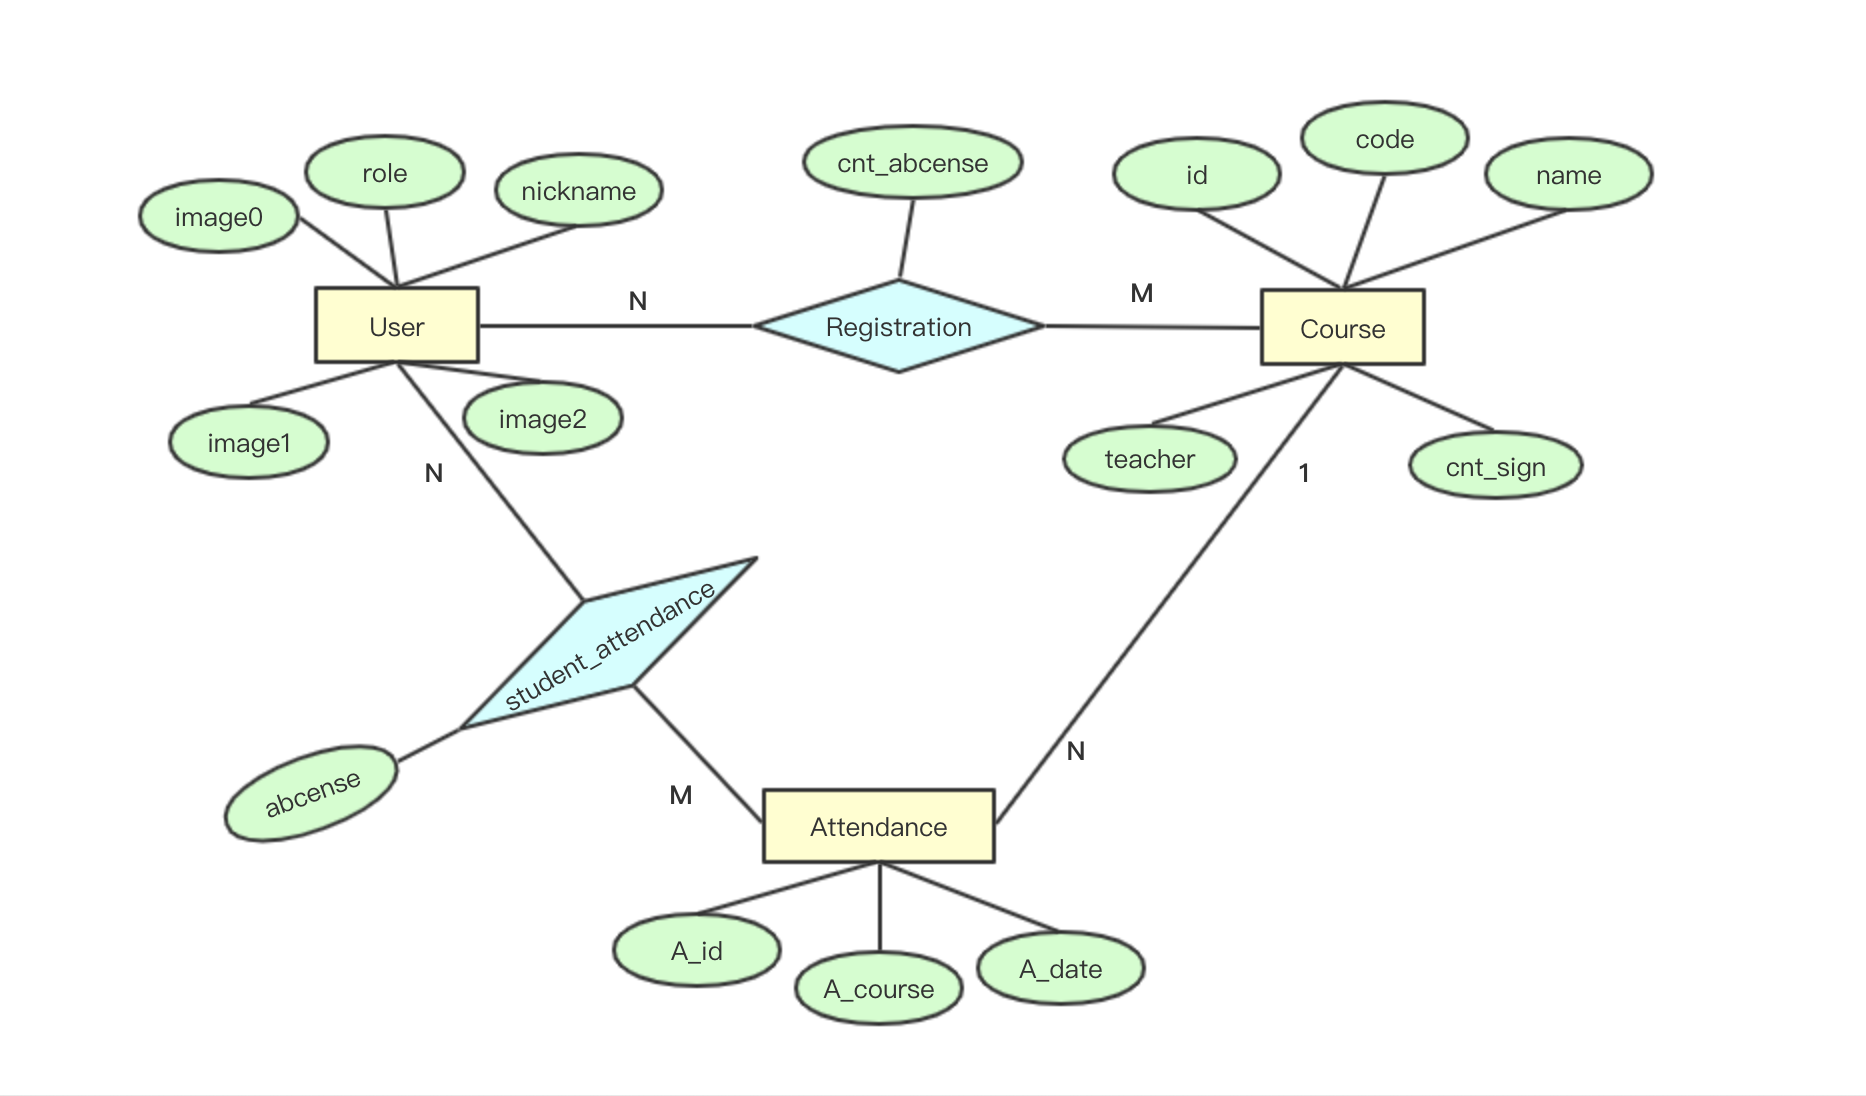 code
role
cnt_abcense
id
name
nickname
image0
N
M
User
Registration
Course
image2
image1
teacher
cnt_sign
N
1
student_attendance
N
abcense
M
Attendance
A_id
A_course
A_date